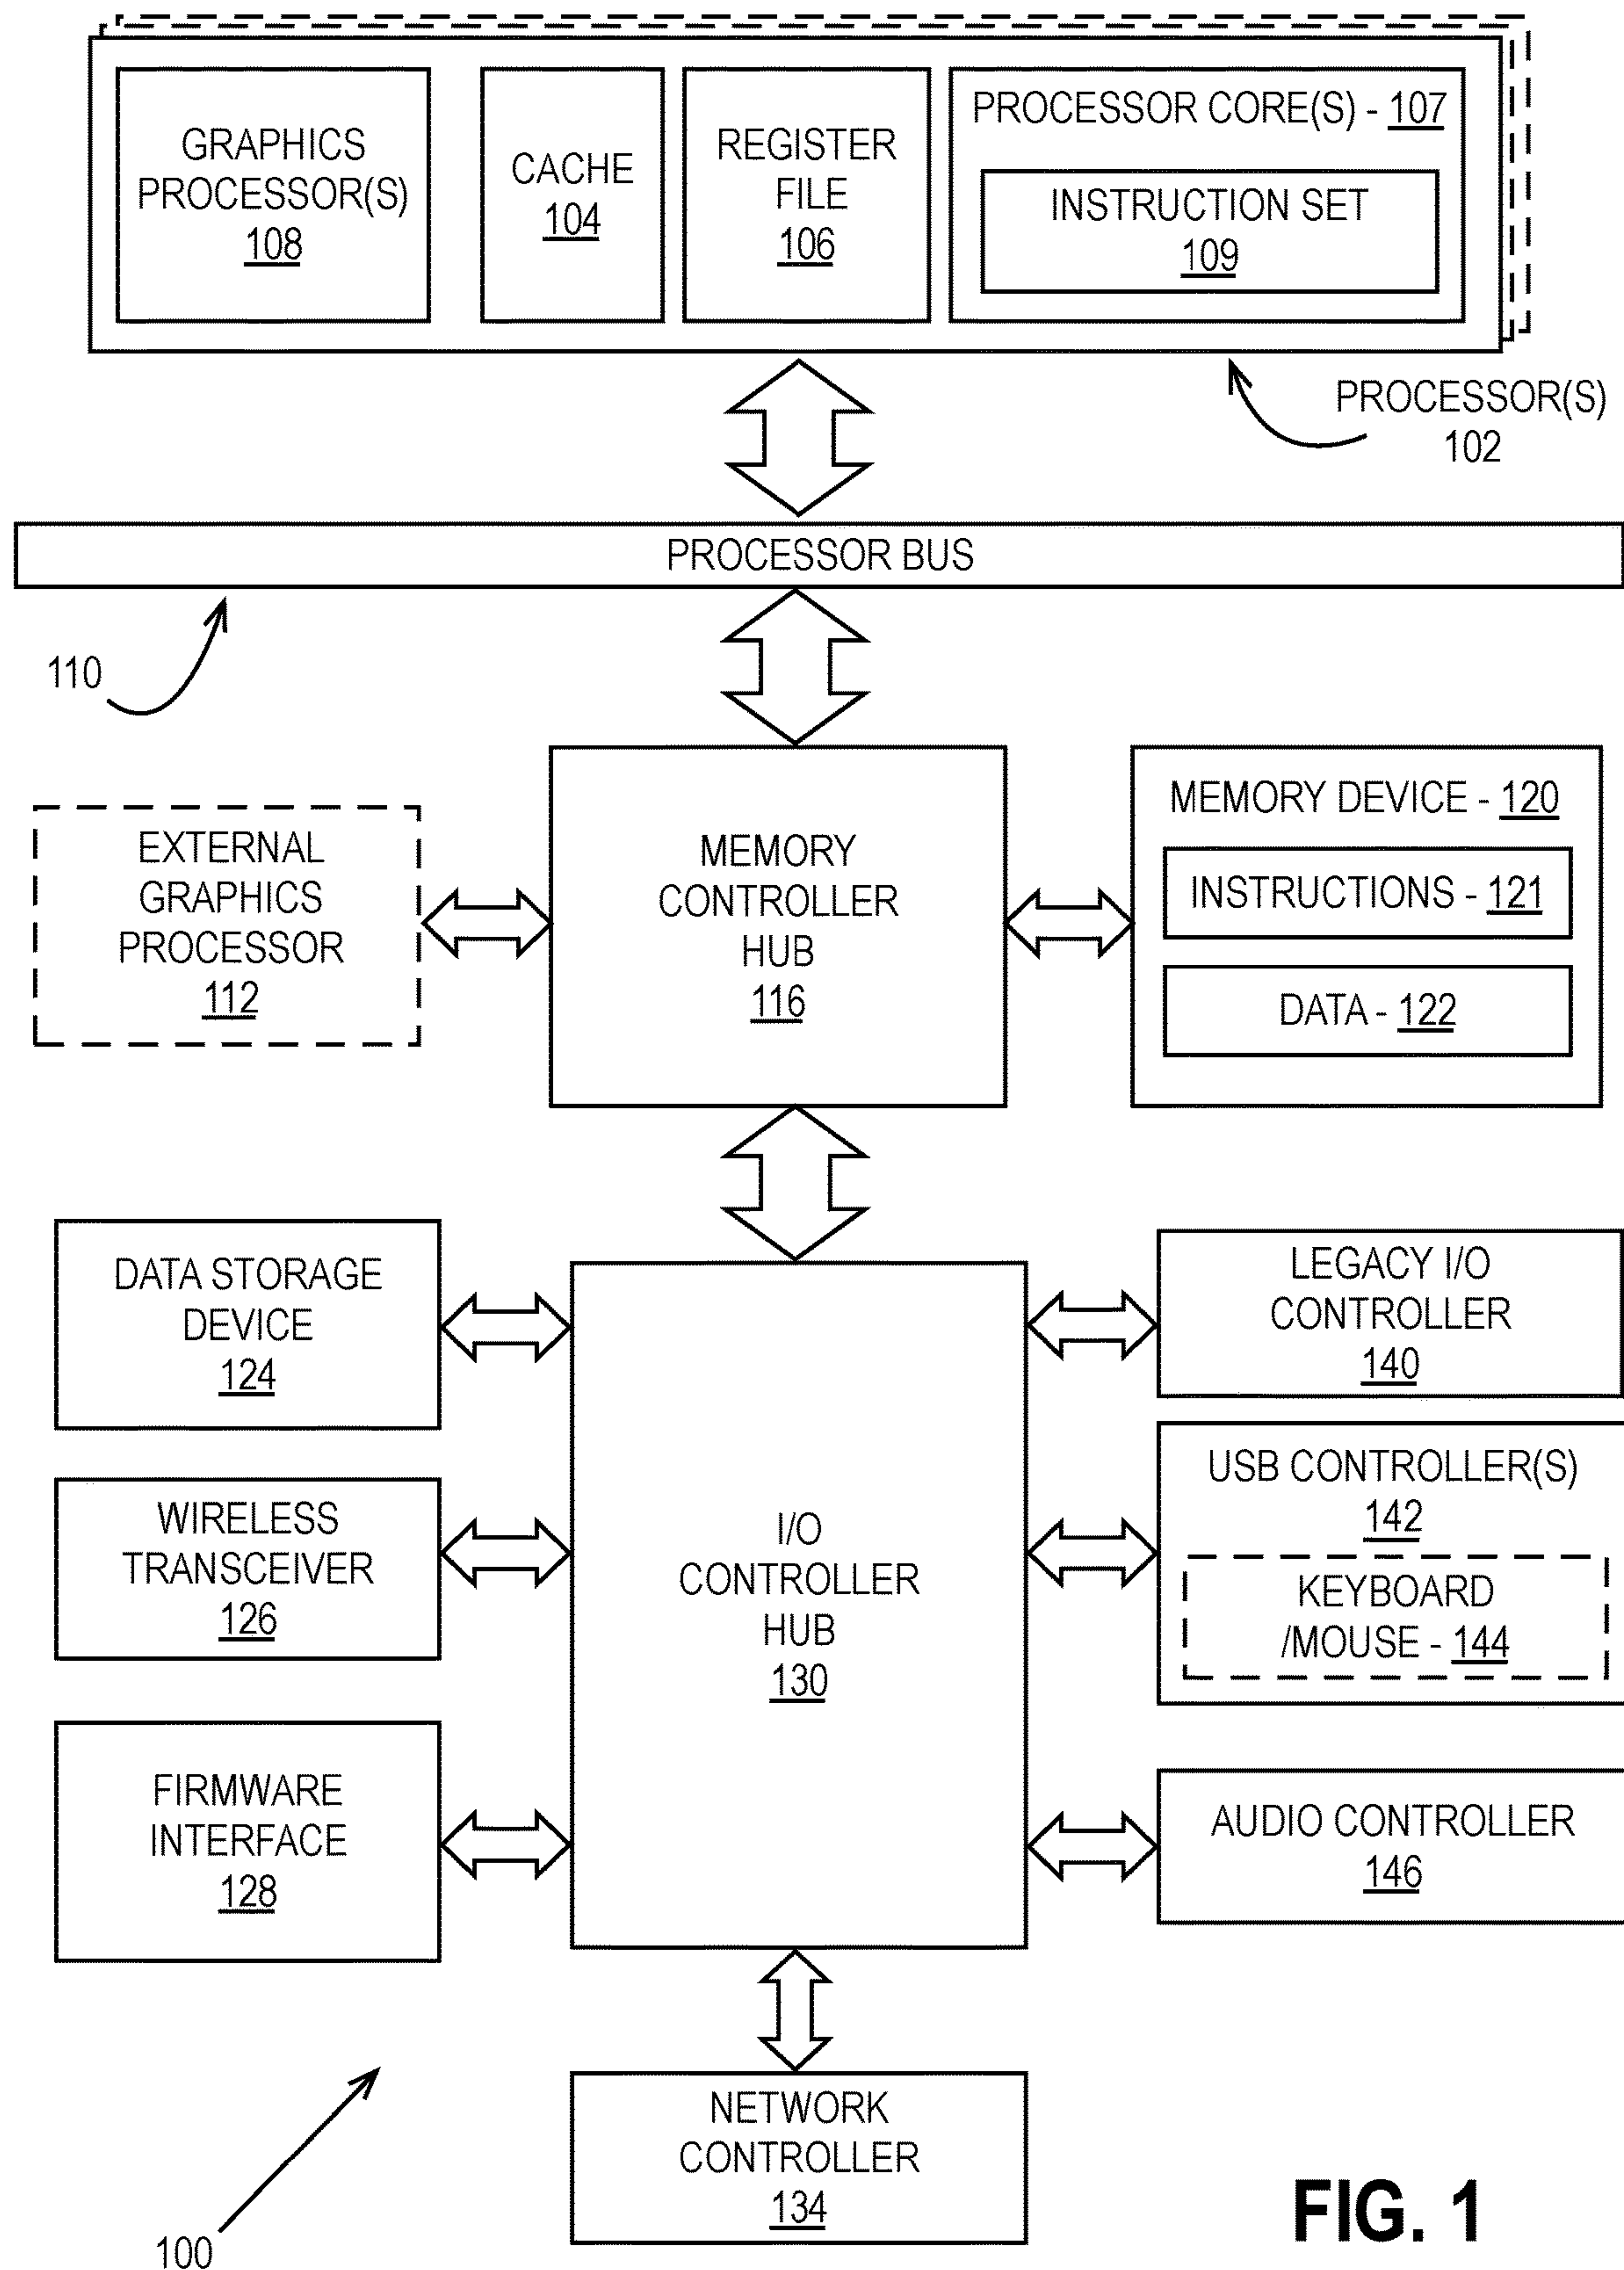 GRAPHICS
PROCESSOR(S)
108
CACHE
104
REGISTER
FILE
106
PROCESSOR CORE(S) - 107
INSTRUCTION SET
109
PROCESSOR(S)
102
PROCESSOR BUS
110
EXTERNAL
GRAPHICS
PROCESSOR
112
MEMORY
CONTROLLER
HUB
116
MEMORY DEVICE - 120
INSTRUCTIONS - 121
DATA - 122
DATA STORAGE
DEVICE
124
WIRELESS
TRANSCEIVER
126
FIRMWARE
INTERFACE
128
I/O
CONTROLLER
HUB
130
LEGACY I/O
CONTROLLER
140
USB CONTROLLER(S)
142
KEYBOARD
/MOUSE - 144
AUDIO CONTROLLER
146
NETWORK
CONTROLLER
134
100
FIG. 1